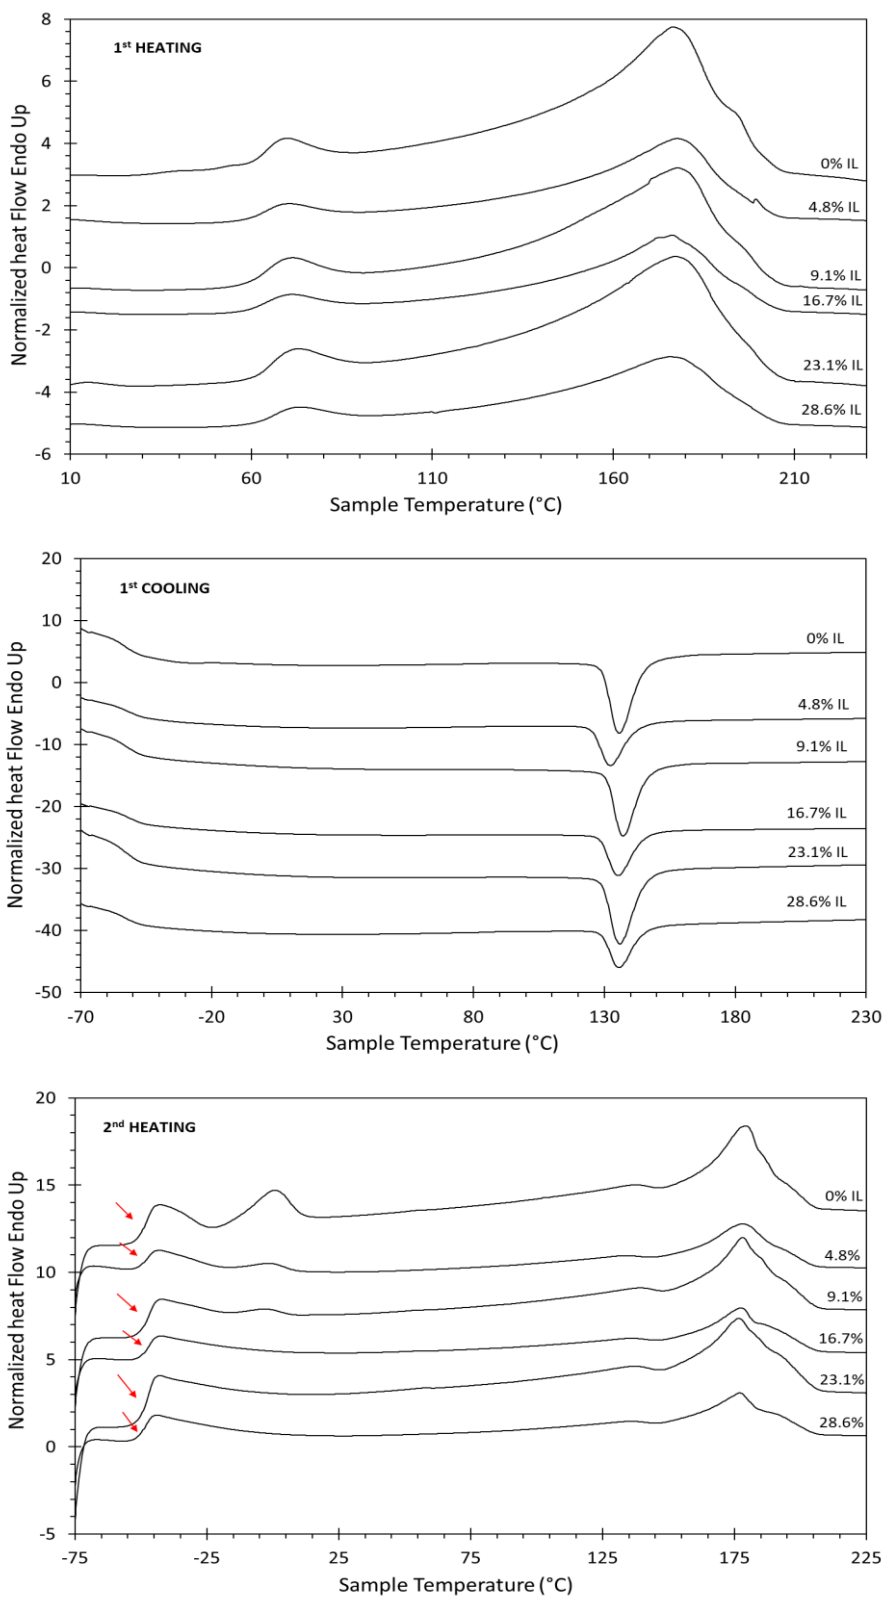 8
1st HEATING
6
4
0% IL
2
4.8% IL
0
9.1% IL
16.7% IL
-2
23.1% IL
-4
28.6% IL
-6
10 60 110 160 210
Normalized heat Flow Endo Up
Sample Temperature (°C)
20
1st COOLING
10
0% IL
0
4.8% IL
-10
9.1% IL
-20
16.7% IL
23.1% IL
-30
28.6% IL
-40
-50
-70 -20 30 80 130 180 230
Normalized heat Flow Endo Up
Sample Temperature (°C)
20
2nd HEATING
15
0% IL
10
4.8%
9.1%
16.7%
5
23.1%
28.6%
0
-5
-75 -25 25 75 125 175 225
Normalized heat Flow Endo Up
Sample Temperature (°C)